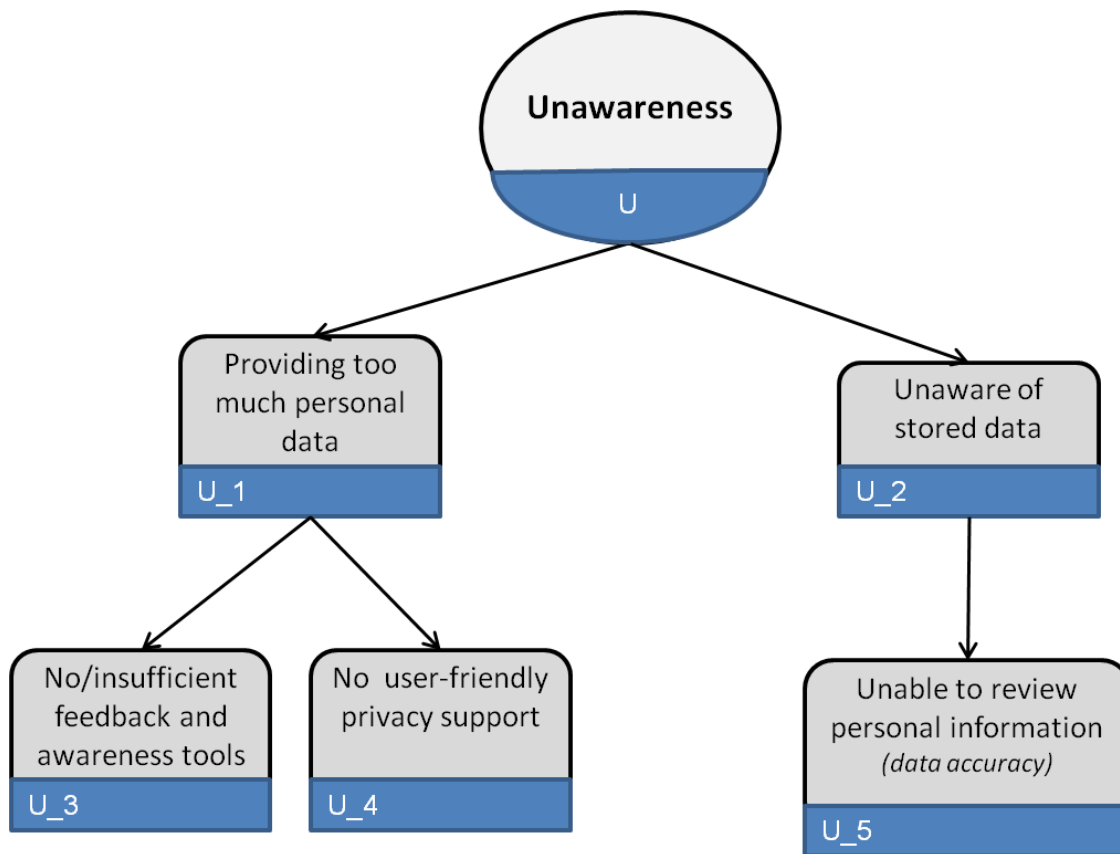 Unawareness
U
Providing too
much personal
data
U_1
Unaware of
stored data
U_2
No/insufficient
feedback and
awareness tools
U_3
No user-friendly
privacy support
U_4
Unable to review
personal information
(data accuracy)
U_5